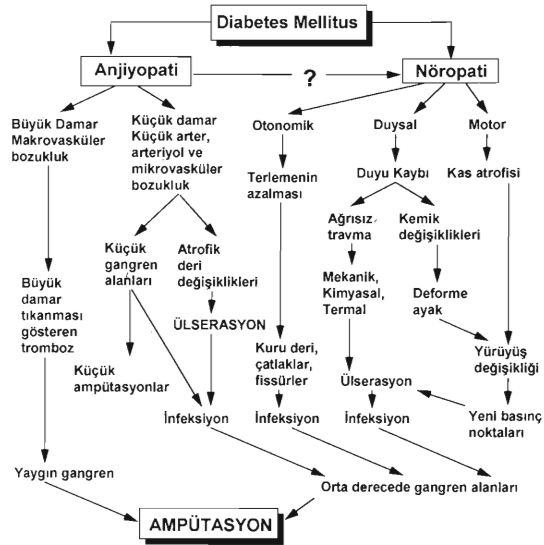 Diabetes Mellitus
Anjiyopati
?
Nöropati
Büyük Damar
Makrovasküler
bozukluk
Küçük damar
Küçük arter,
arteriyol ve
mikrovasküler
bozukluk
Otonomik
Duysal
Motor
Terlemenin
azalması
Duyu Kaybı
Kas atrofisi
Ağrısız
travma
Kemik
değişiklikleri
Küçük
gangren
alanları
Atrofik
deri
değişiklikleri
Mekanik,
Kimyasal,
Termal
Deforme
ayak
Büyük
damar
tıkanması
gösteren
tromboz
ÜLSERASYON
Küçük
ampütasyonlar
Kuru deri,
çatlaklar,
fissürler
Ülserasyon
Yürüyüş
değişikliği
Yeni basınç
noktaları
İnfeksiyon
İnfeksiyon
İnfeksiyon
Yaygın gangren
Orta derecede gangren alanları
AMPÜTASYON